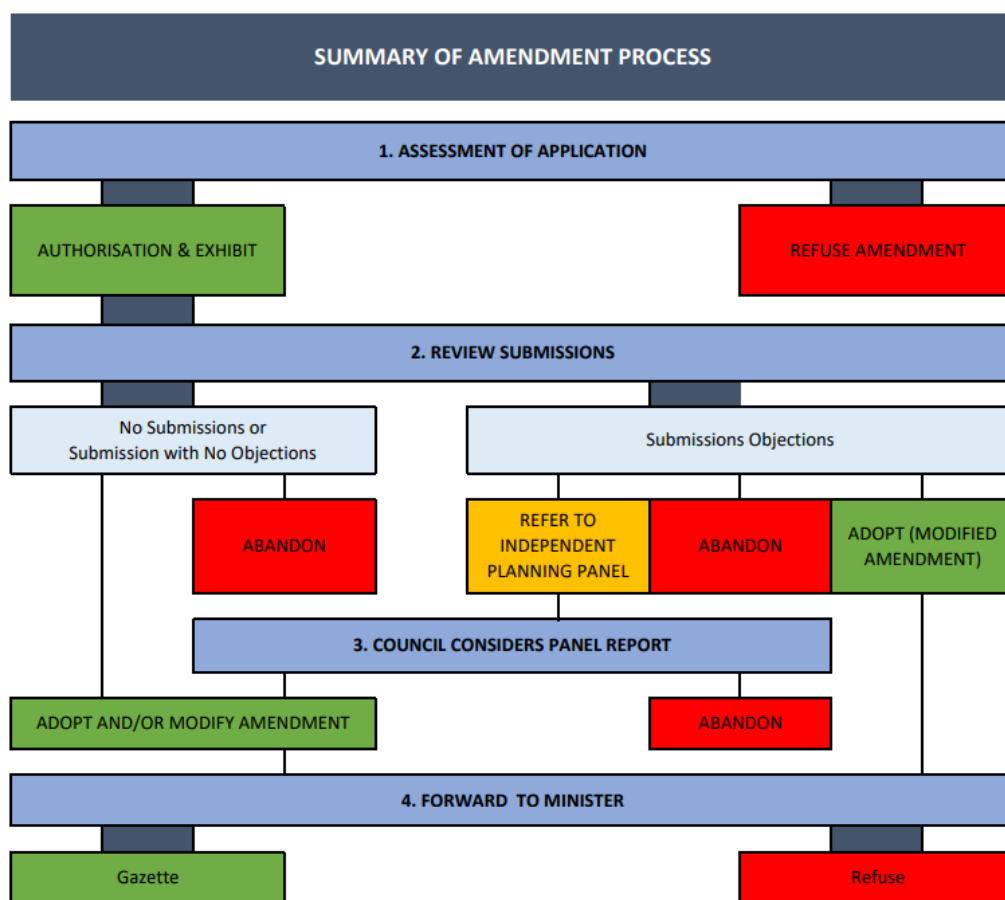 SUMMARY OF AMENDMENT PROCESS
1. ASSESSMENT OF APPLICATION
AUTHORISATION & EXHIBIT
REFUSE AMENDMENT
2. REVIEW SUBMISSIONS
No Submissions or
Submission with No Objections
Submissions Objections
ABANDON
REFER TO
INDEPENDENT
PLANNING PANEL
ABANDON
ADOPT (MODIFIED
AMENDMENT)
3. COUNCIL CONSIDERS PANEL REPORT
ADOPT AND/OR MODIFY AMENDMENT
ABANDON
4. FORWARD TO MINISTER
Gazette
Refuse